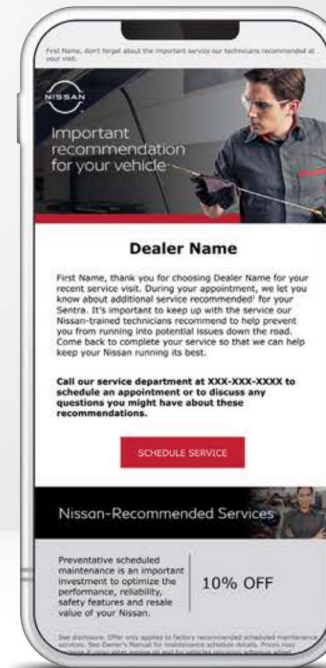 First Name, don't forget about the important service our technicians recommended at
your visit.
NISSAN
Important
recommendation
for your vehicle
Dealer Name
First Name, thank you for choosing Dealer Name for your
recent service visit. During your appointment, we let you
know about additional service recommended¹ for your
Sentra. It's important to keep up with the service our
Nissan-trained technicians recommend to help prevent
you from running into potential issues down the road.
Come back to complete your service so that we can help
keep your Nissan running its best.
Call our service department at XXX-XXX-XXXX to
schedule an appointment or to discuss any
questions you might have about these
recommendations.
SCHEDULE SERVICE
Nissan-Recommended Services
Preventative scheduled
maintenance is an important
investment to optimize the
performance, reliability,
safety features and resale
value of your Nissan.
10% OFF
See disclosure. Offer only applies to factory recommended scheduled maintenance
services. See Owner's Manual for maintenance schedule details. Prices may